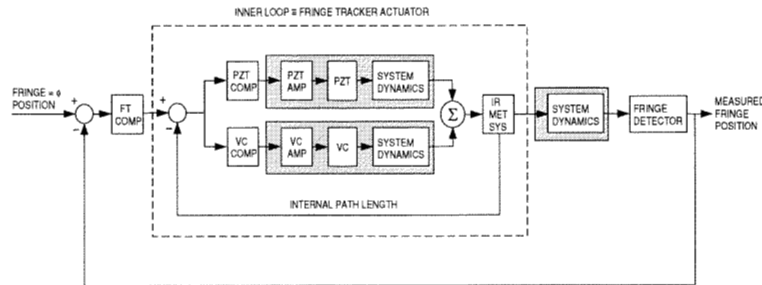 INNER LOOP ≡ FRINGE TRACKER ACTUATOR
FRINGE = ϕ
POSITION
+
−
FT
COMP
+
−
PZT
COMP
PZT
AMP
PZT
SYSTEM
DYNAMICS
VC
COMP
VC
AMP
VC
SYSTEM
DYNAMICS
Σ
IR
MET
SYS
INTERNAL PATH LENGTH
SYSTEM
DYNAMICS
FRINGE
DETECTOR
MEASURED
FRINGE
POSITION